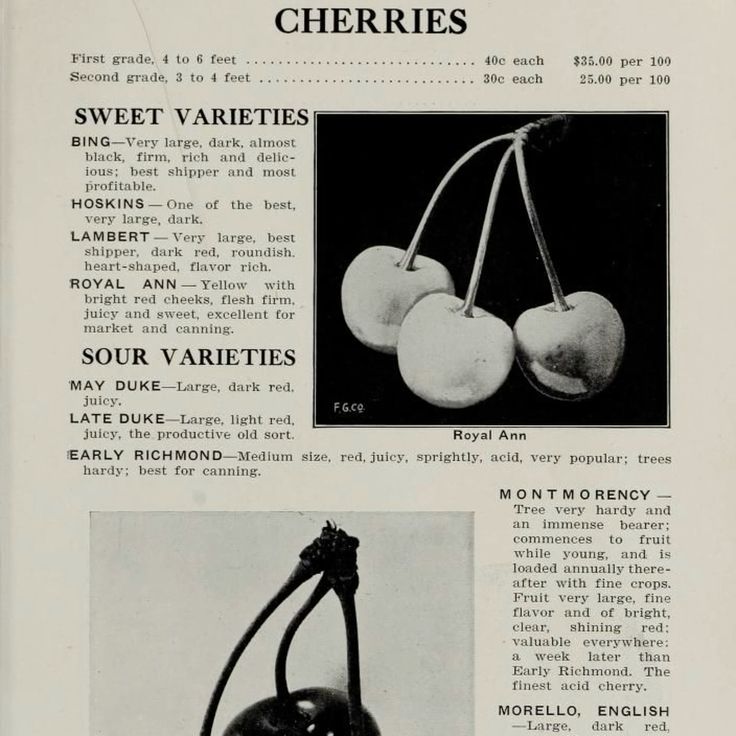 CHERRIES
First grade, 4 to 6 feet ............................ 40c each $35.00 per 100
Second grade, 3 to 4 feet .......................... 30c each 25.00 per 100
SWEET VARIETIES
BING—Very large, dark, almost
black, firm, rich and delic-
ious; best shipper and most
profitable.
HOSKINS—One of the best,
very large, dark.
LAMBERT—Very large, best
shipper, dark red, roundish.
heart-shaped, flavor rich.
ROYAL ANN—Yellow with
bright red cheeks, flesh firm,
juicy and sweet, excellent for
market and canning.
SOUR VARIETIES
MAY DUKE—Large, dark red,
juicy.
LATE DUKE—Large, light red,
juicy, the productive old sort.
F.G.CO.
Royal Ann
EARLY RICHMOND—Medium size, red, juicy, sprightly, acid, very popular; trees
hardy; best for canning.
MONTMORENCY—
Tree very hardy and
an immense bearer;
commences to fruit
while young, and is
loaded annually there-
after with fine crops.
Fruit very large, fine
flavor and of bright,
clear, shining red;
valuable everywhere;
a week later than
Early Richmond. The
finest acid cherry.
MORELLO, ENGLISH
—Large, dark red,